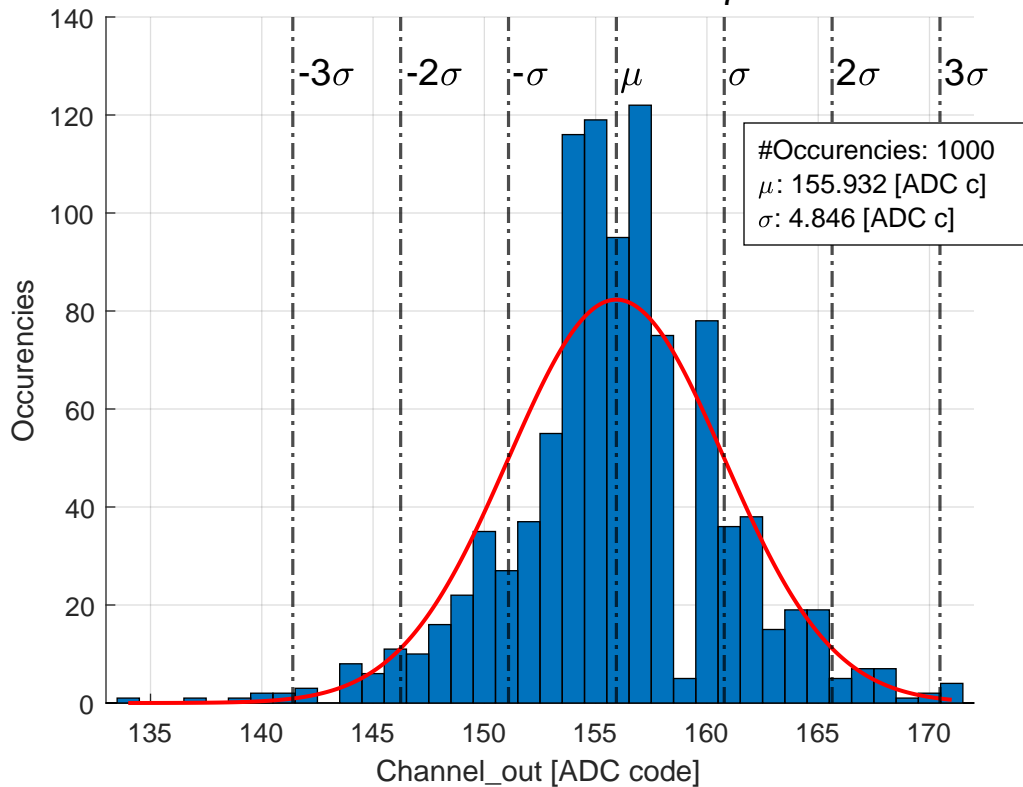 140
120
100
80
60
40
20
0
-3σ
-2σ
-σ
μ
σ
2σ
3σ
#Occurencies: 1000
μ: 155.932 [ADC c]
σ: 4.846 [ADC c]
Occurencies
135
140
145
150
155
160
165
170
Channel_out [ADC code]